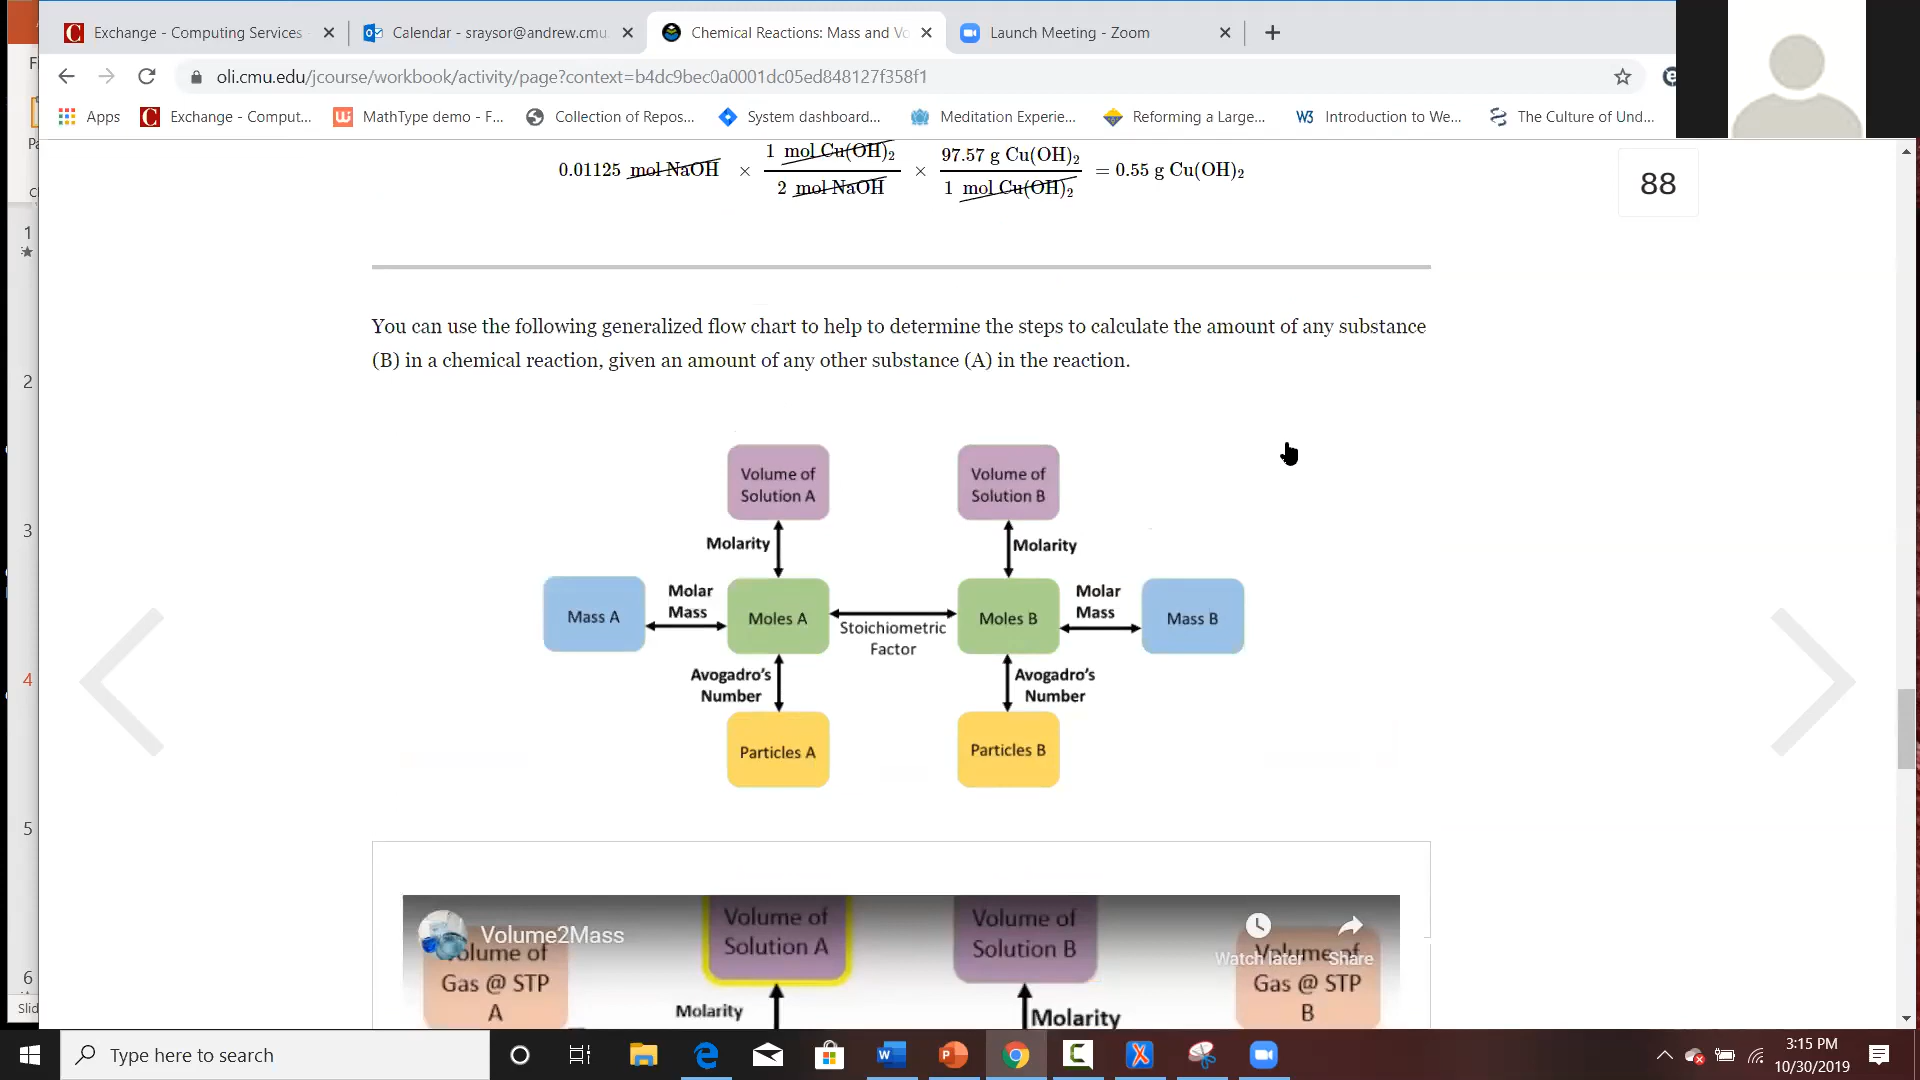 Exchange - Computing Services
Calendar - sraysor@andrew.cmu.
Chemical Reactions: Mass and Vo
Launch Meeting - Zoom
oli.cmu.edu/jcourse/workbook/activity/page?context=b4dc9bec0a0001dc05ed848127f358f1
Apps
Exchange - Comput...
MathType demo - F...
Collection of Repos...
System dashboard...
Meditation Experie...
Reforming a Large...
W3 Introduction to We...
The Culture of Und...
0.01125 mol NaOH × 1 mol Cu(OH)₂ / 2 mol NaOH × 97.57 g Cu(OH)₂ / 1 mol Cu(OH)₂ = 0.55 g Cu(OH)₂
88
You can use the following generalized flow chart to help to determine the steps to calculate the amount of any substance
(B) in a chemical reaction, given an amount of any other substance (A) in the reaction.
Volume of
Solution A
Volume of
Solution B
Molarity
Molarity
Mass A
Molar
Mass
Moles A
Stoichiometric
Factor
Moles B
Molar
Mass
Mass B
Avogadro's
Number
Avogadro's
Number
Particles A
Particles B
Volume2Mass
Volume of
Solution A
Volume of
Solution B
Watch later
Share
Volume of
Gas @ STP
A
Volume of
Gas @ STP
B
Molarity
Molarity
1
2
3
4
5
6
Slid
Type here to search
3:15 PM
10/30/2019